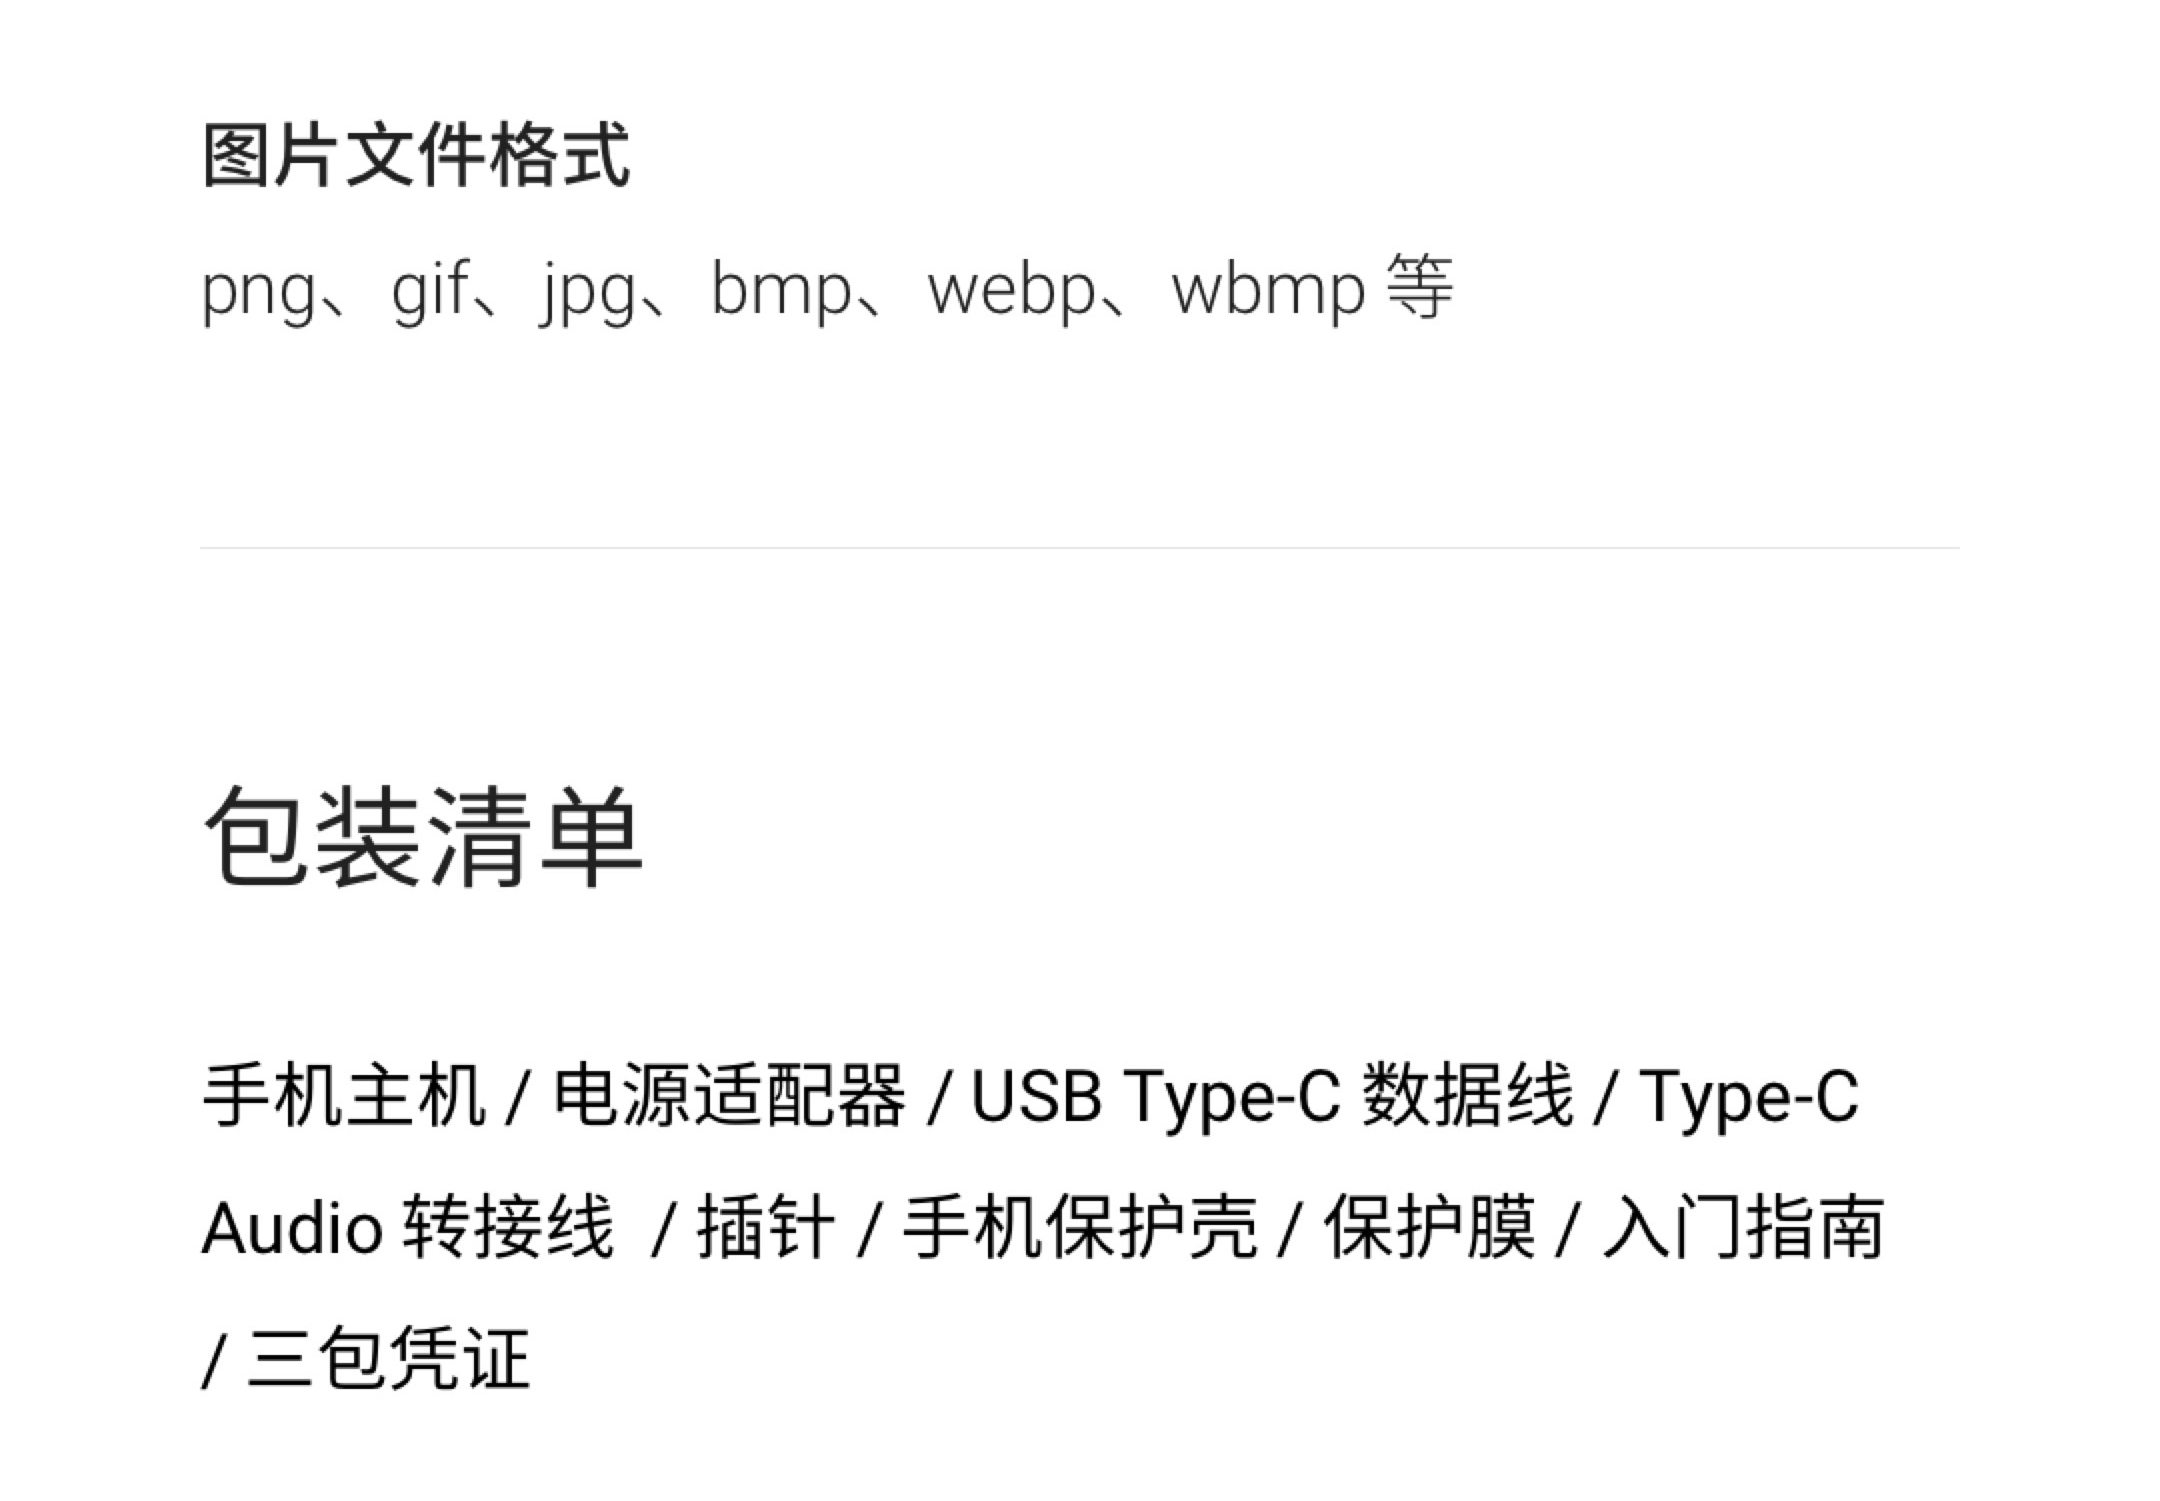 图片文件格式
png、gif、jpg、bmp、webp、wbmp 等
包装清单
手机主机 / 电源适配器 / USB Type-C 数据线 / Type-C
Audio 转接线  / 插针 / 手机保护壳 / 保护膜 / 入门指南
/ 三包凭证